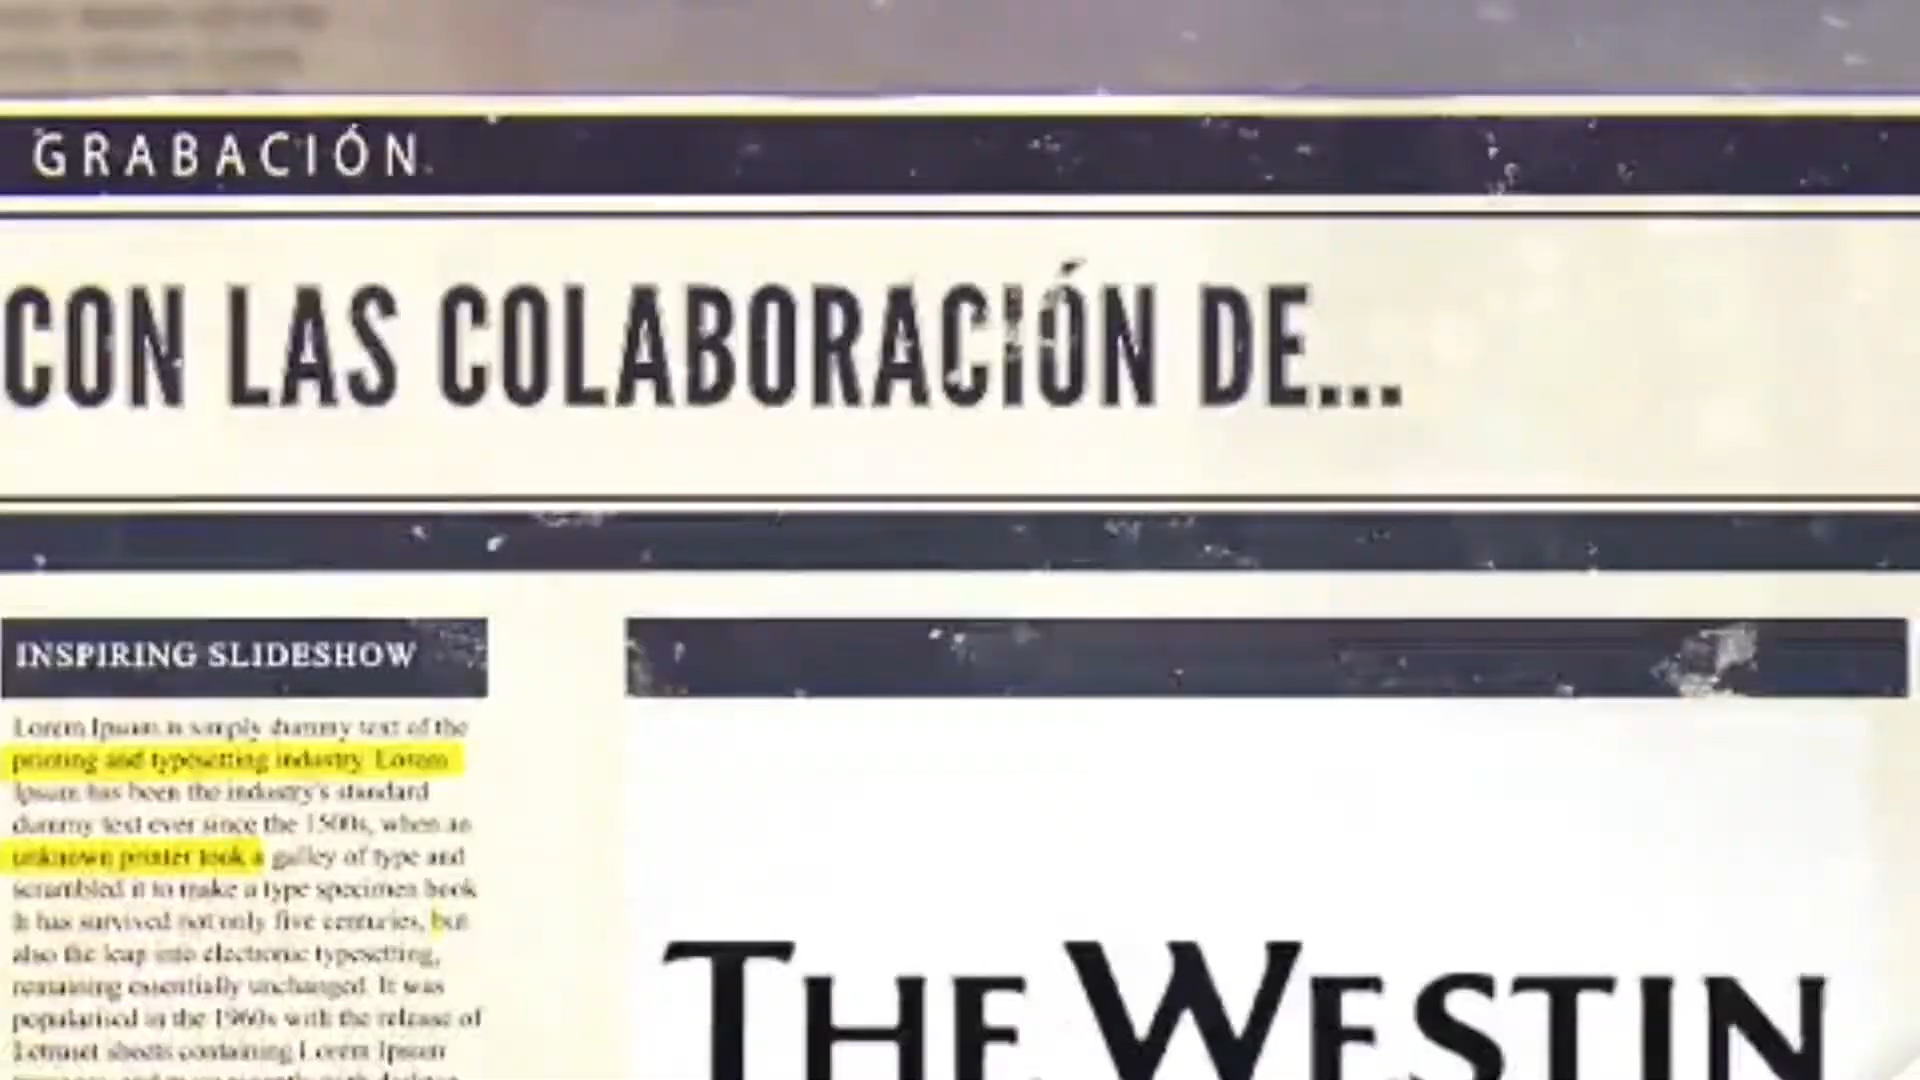 GRABACIÓN
CON LAS COLABORACIÓN DE...
INSPIRING SLIDESHOW
Lorem Ipsum is simply dummy text of the
printing and typesetting industry. Lorem
Ipsum has been the industry's standard
dummy text ever since the 1500s, when an
unknown printer took a galley of type and
scrambled it to make a type specimen book
It has survived not only five centuries, but
also the leap into electronic typesetting,
remaining essentially unchanged. It was
popularised in the 1960s with the release of
Letraset sheets containing Lorem Ipsum
THE WESTIN